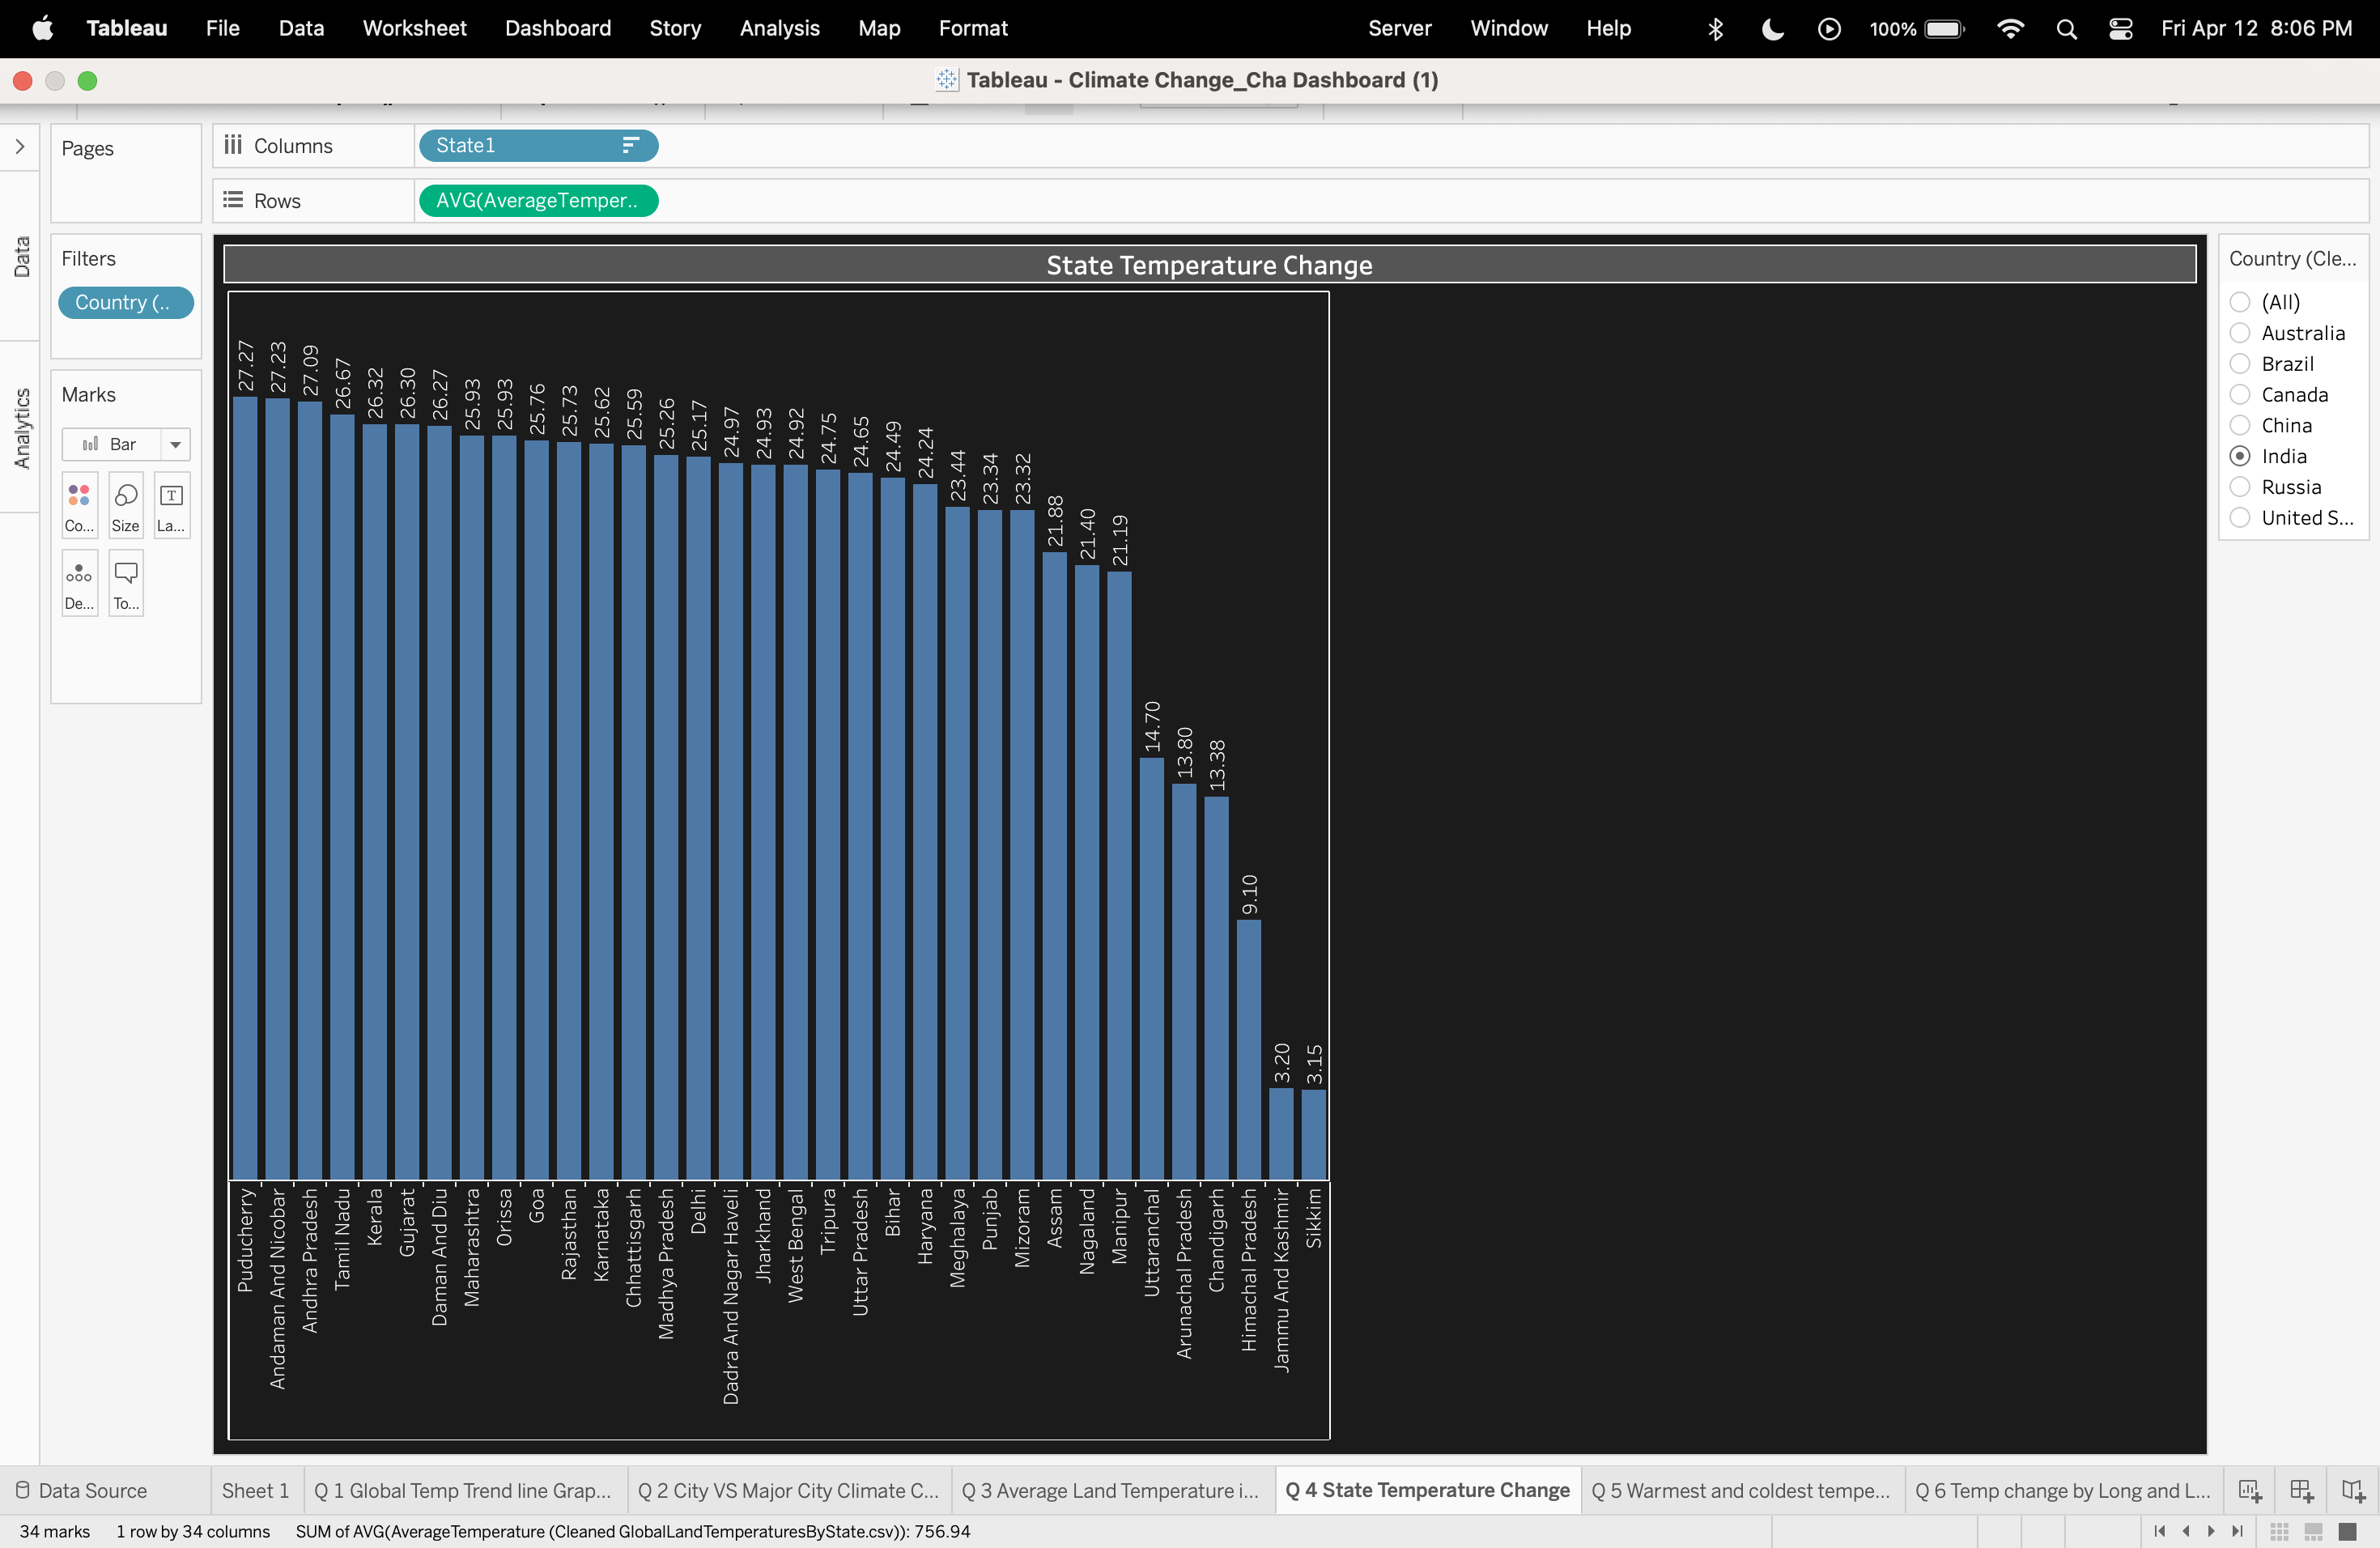 Tableau File Data Worksheet Dashboard Story Analysis Map Format Server Window Help 100% Fri Apr 12 8:06 PM
Tableau - Climate Change_Cha Dashboard (1)
Pages
Columns
State1
Rows
AVG(AverageTemper..
Data
Analytics
Filters
Country (..
Marks
Bar
Co...
Size
La...
De...
To...
State Temperature Change
27.27 27.23 27.09 26.67 26.32 26.30 26.27 25.93 25.93 25.76 25.73 25.62 25.59 25.26 25.17 24.97 24.93 24.92 24.75 24.65 24.49 24.24 23.44 23.34 23.32 21.88 21.40 21.19 14.70 13.80 13.38 9.10 3.20 3.15
Puducherry
Andaman And Nicobar
Andhra Pradesh
Tamil Nadu
Kerala
Gujarat
Daman And Diu
Maharashtra
Orissa
Goa
Rajasthan
Karnataka
Chhattisgarh
Madhya Pradesh
Delhi
Dadra And Nagar Haveli
Jharkhand
West Bengal
Tripura
Uttar Pradesh
Bihar
Haryana
Meghalaya
Punjab
Mizoram
Assam
Nagaland
Manipur
Uttaranchal
Arunachal Pradesh
Chandigarh
Himachal Pradesh
Jammu And Kashmir
Sikkim
Country (Cle...
(All)
Australia
Brazil
Canada
China
India
Russia
United S...
Data Source Sheet 1 Q 1 Global Temp Trend line Grap... Q 2 City VS Major City Climate C... Q 3 Average Land Temperature i... Q 4 State Temperature Change Q 5 Warmest and coldest tempe... Q 6 Temp change by Long and L...
34 marks 1 row by 34 columns SUM of AVG(AverageTemperature (Cleaned GlobalLandTemperaturesByState.csv)): 756.94